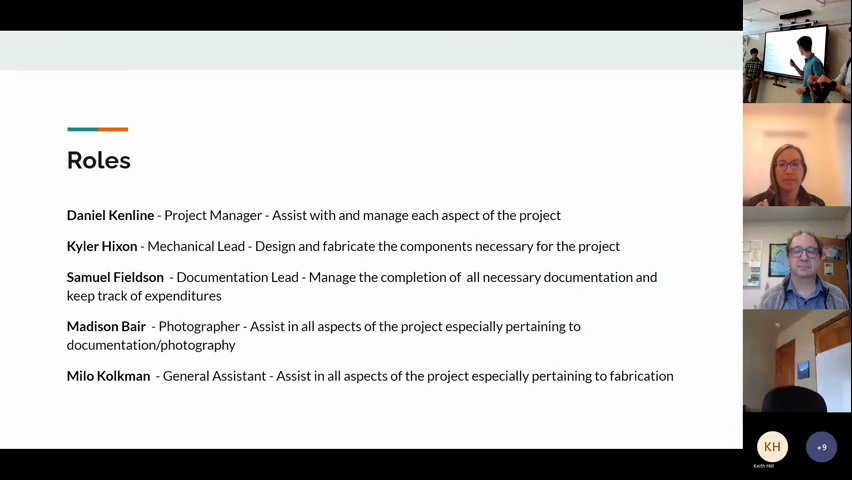 Roles
Daniel Kenline - Project Manager - Assist with and manage each aspect of the project
Kyler Hixon - Mechanical Lead - Design and fabricate the components necessary for the project
Samuel Fieldson - Documentation Lead - Manage the completion of all necessary documentation and
keep track of expenditures
Madison Bair - Photographer - Assist in all aspects of the project especially pertaining to
documentation/photography
Milo Kolkman - General Assistant - Assist in all aspects of the project especially pertaining to fabrication
KH
+9
Keith Hill